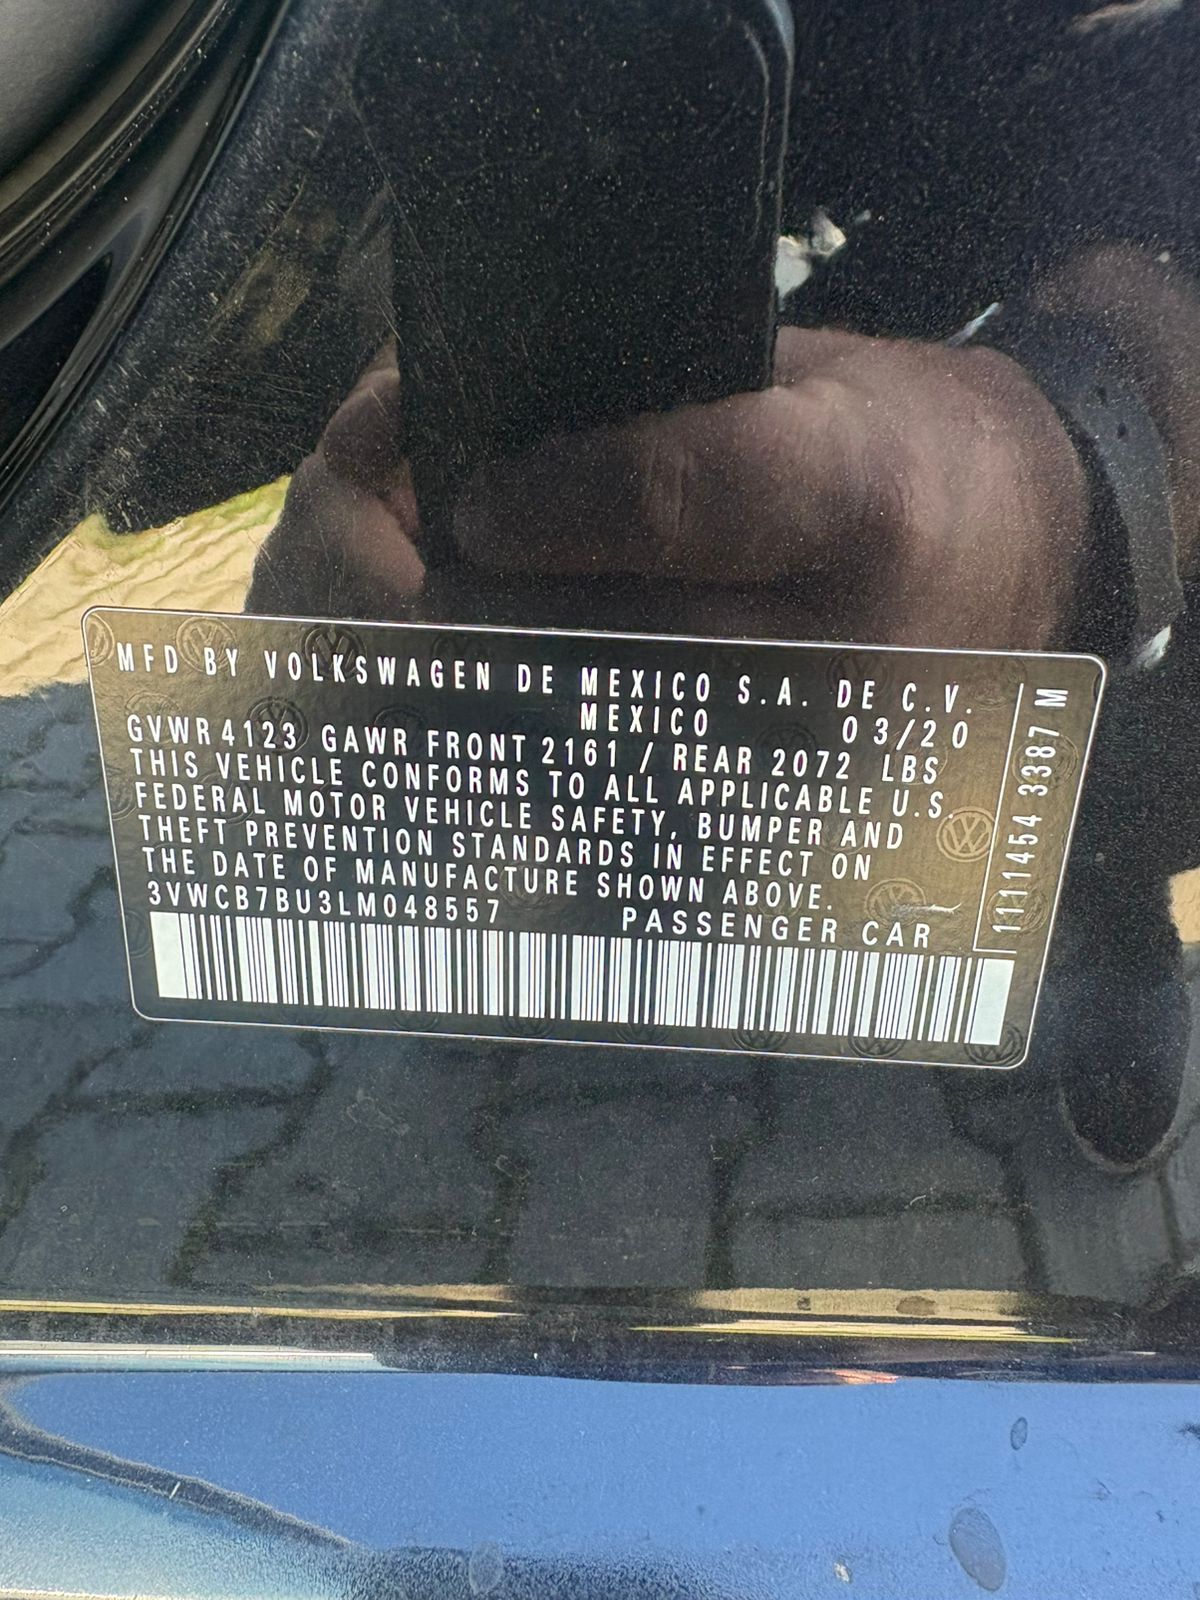 MFD BY VOLKSWAGEN DE MEXICO S.A. DE C.V.
MEXICO 03/20
GVWR 4123 GAWR FRONT 2161 / REAR 2072 LBS
THIS VEHICLE CONFORMS TO ALL APPLICABLE U.S.
FEDERAL MOTOR VEHICLE SAFETY, BUMPER AND
THEFT PREVENTION STANDARDS IN EFFECT ON
THE DATE OF MANUFACTURE SHOWN ABOVE.
3VWCB7BU3LM048557 PASSENGER CAR
1111454 3387 M